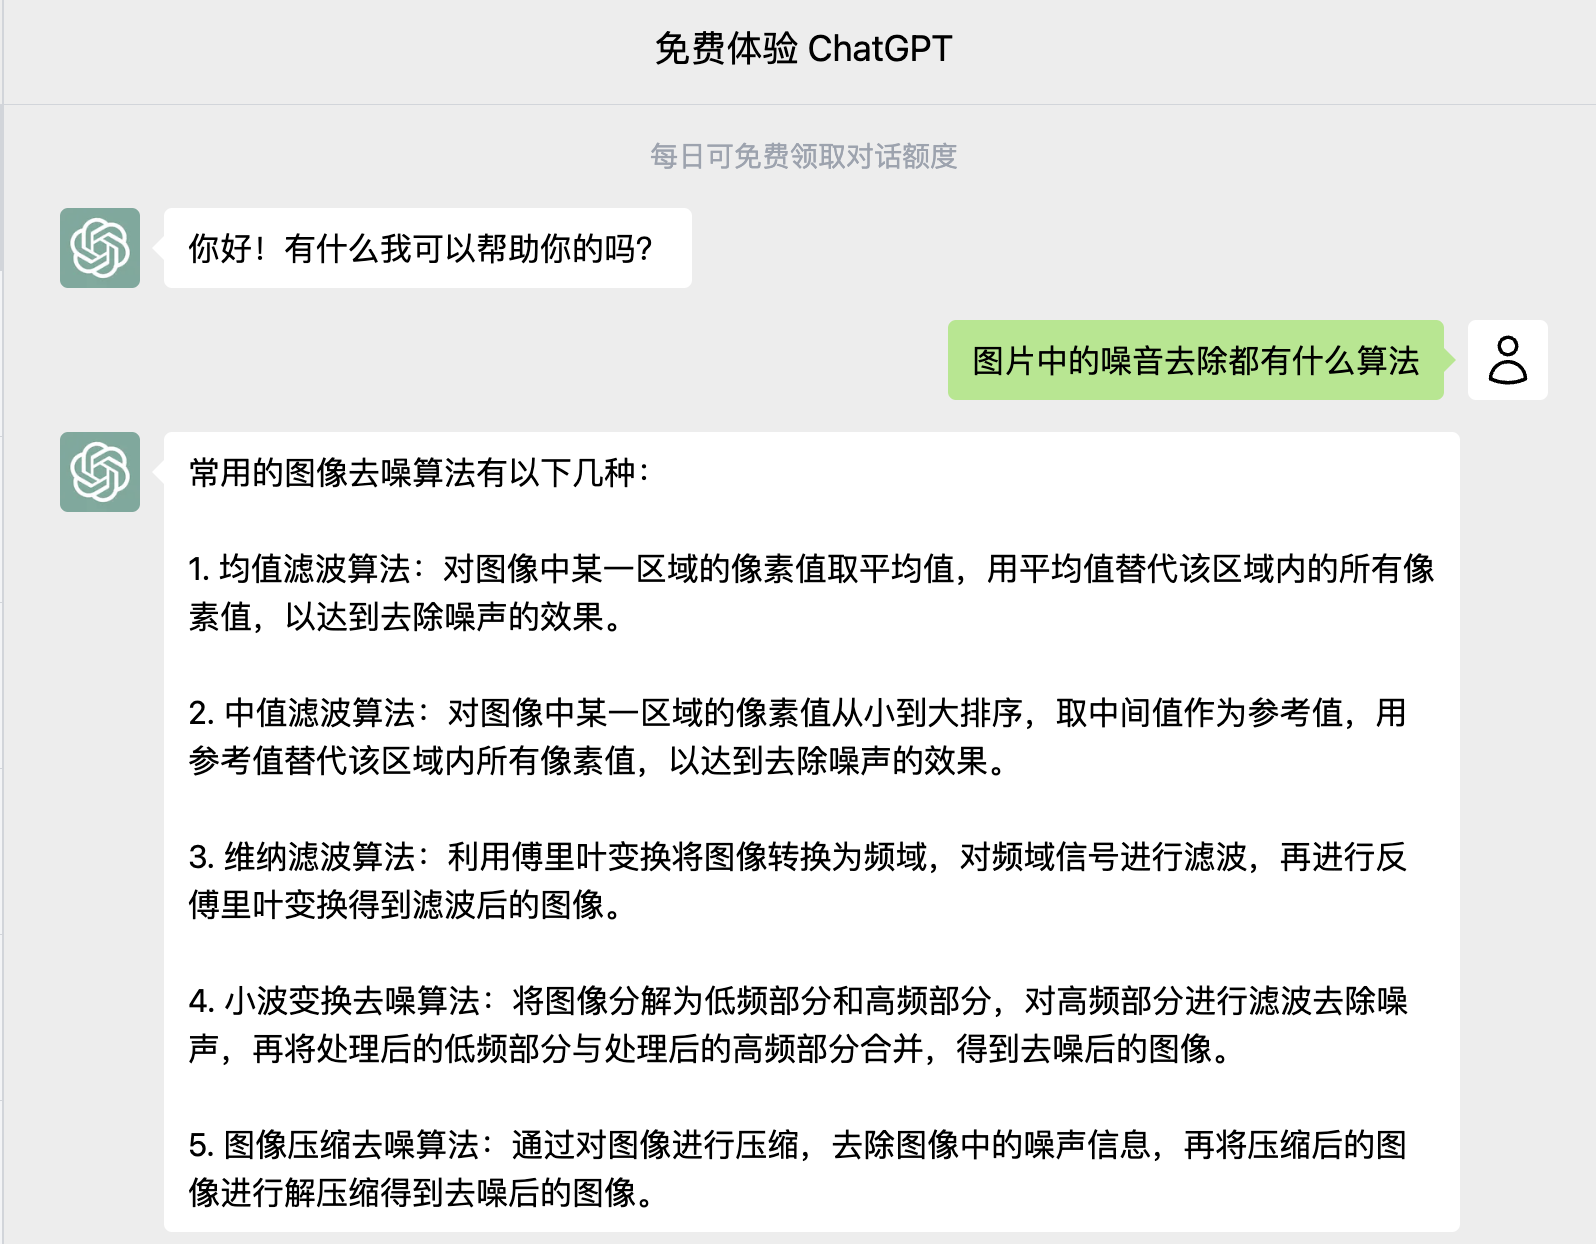 免费体验 ChatGPT
每日可免费领取对话额度
你好！有什么我可以帮助你的吗?
图片中的噪音去除都有什么算法
常用的图像去噪算法有以下几种：
1. 均值滤波算法：对图像中某一区域的像素值取平均值，用平均值替代该区域内的所有像
素值，以达到去除噪声的效果。
2. 中值滤波算法：对图像中某一区域的像素值从小到大排序，取中间值作为参考值，用
参考值替代该区域内所有像素值，以达到去除噪声的效果。
3. 维纳滤波算法：利用傅里叶变换将图像转换为频域，对频域信号进行滤波，再进行反
傅里叶变换得到滤波后的图像。
4. 小波变换去噪算法：将图像分解为低频部分和高频部分，对高频部分进行滤波去除噪
声，再将处理后的低频部分与处理后的高频部分合并，得到去噪后的图像。
5. 图像压缩去噪算法：通过对图像进行压缩，去除图像中的噪声信息，再将压缩后的图
像进行解压缩得到去噪后的图像。